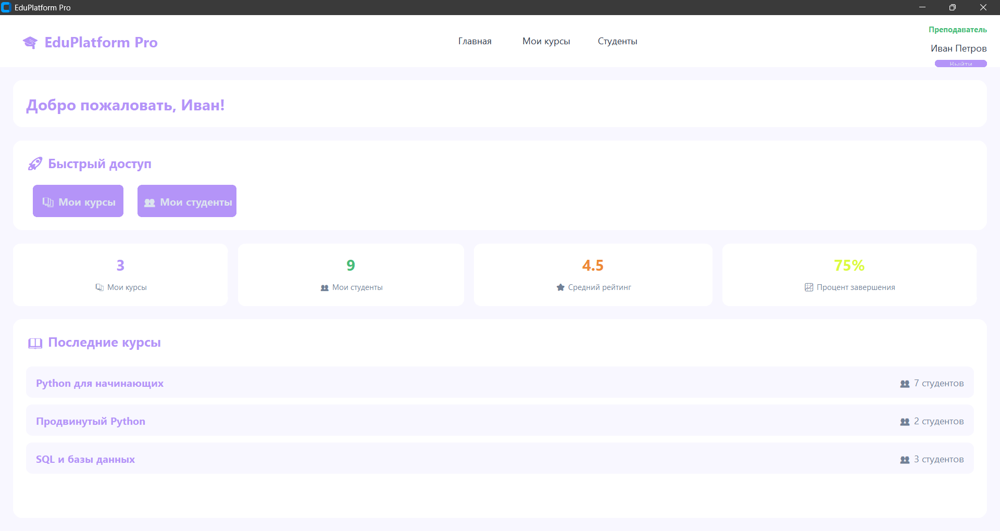 EduPlatform Pro
EduPlatform Pro
Главная Мои курсы Студенты
Преподаватель
Иван Петров
Выйти
Добро пожаловать, Иван!
Быстрый доступ
Мои курсы Мои студенты
3
Мои курсы
9
Мои студенты
4.5
Средний рейтинг
75%
Процент завершения
Последние курсы
Python для начинающих 7 студентов
Продвинутый Python 2 студентов
SQL и базы данных 3 студентов